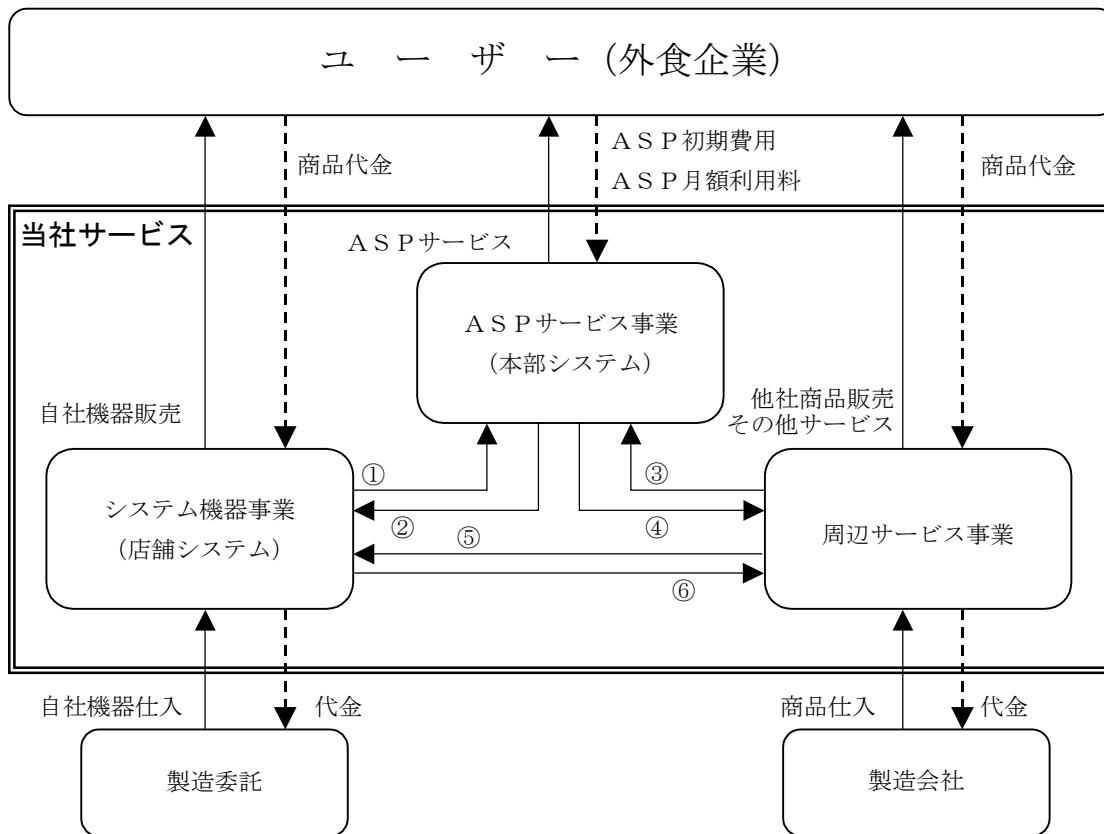 ユーザー(外食企業)
商品代金
ASP初期費用
ASP月額利用料
商品代金
当社サービス
ASPサービス
ASPサービス事業
(本部システム)
自社機器販売
他社商品販売
その他サービス
①
③
システム機器事業
(店舗システム)
②
④
周辺サービス事業
⑤
⑥
自社機器仕入
代金
商品仕入
代金
製造委託
製造会社